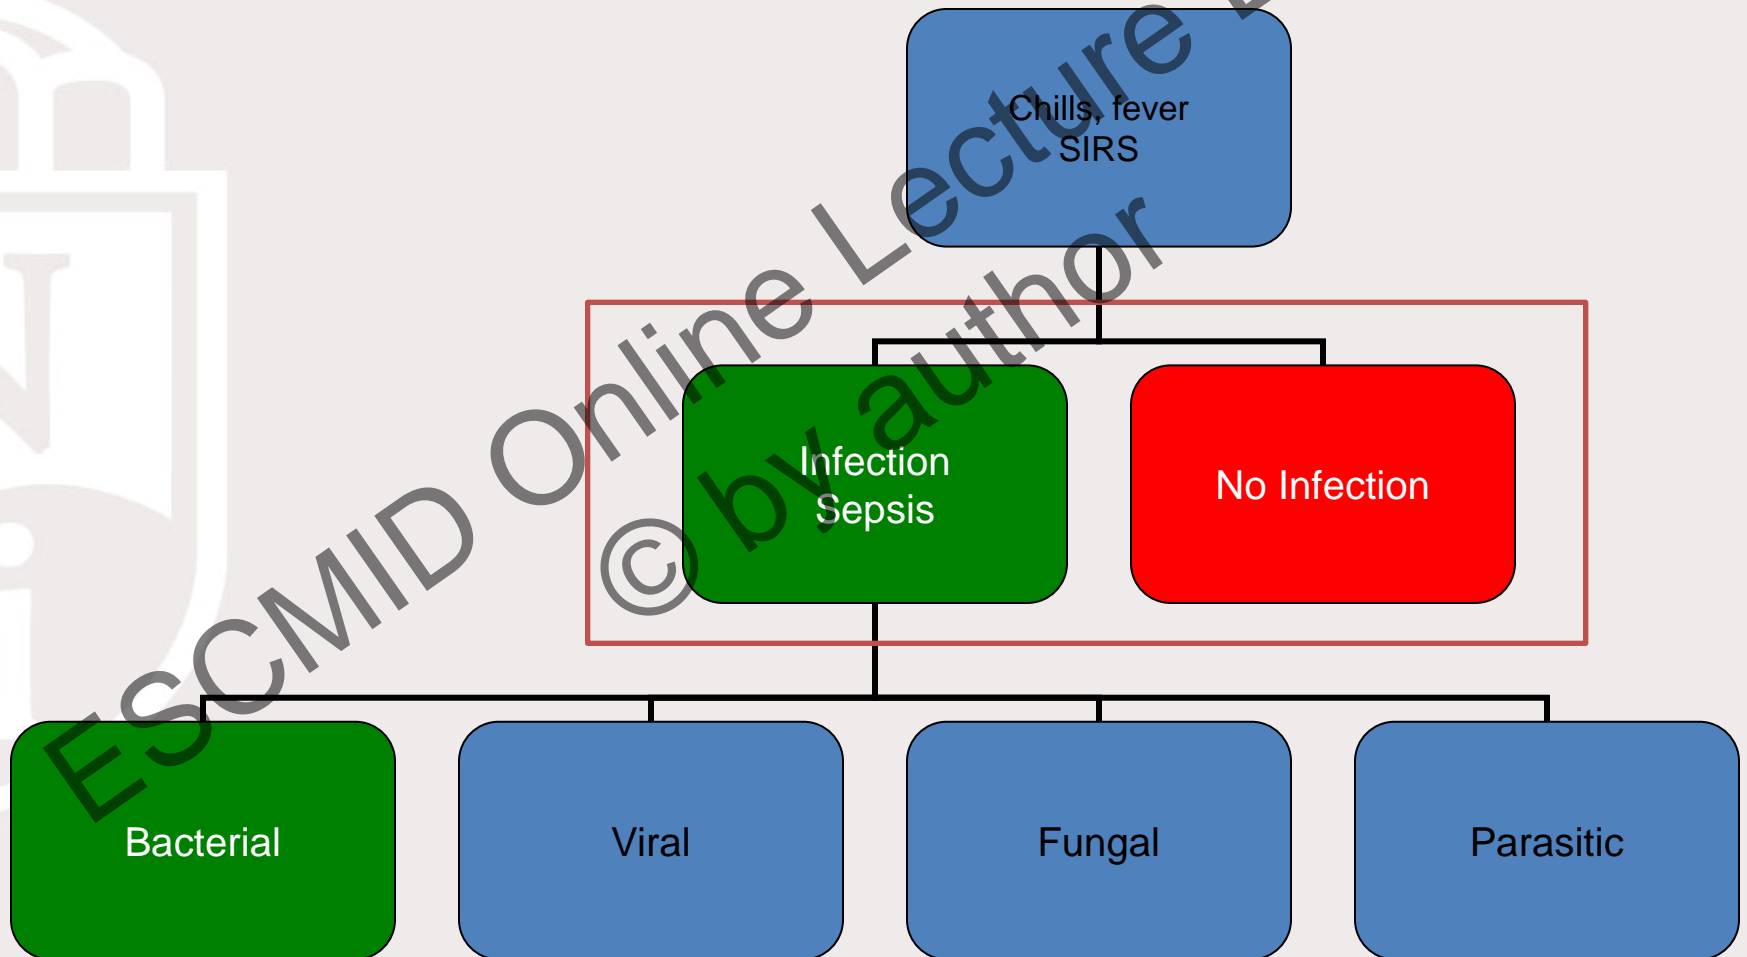 Chills, fever
SIRS
Infection
Sepsis
No Infection
Bacterial
Viral
Fungal
Parasitic
ESCMID Online Lecture
© by author